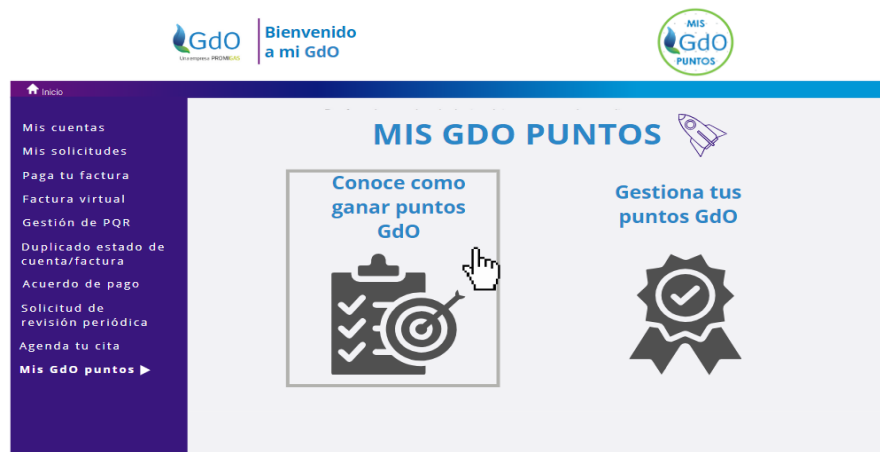 GdO
Una empresa PROMIGAS
Bienvenido
a mi GdO
MIS
GdO
PUNTOS
Inicio
Mis cuentas
Mis solicitudes
Paga tu factura
Factura virtual
Gestión de PQR
Duplicado estado de
cuenta/factura
Acuerdo de pago
Solicitud de
revisión periódica
Agenda tu cita
Mis GdO puntos ▶
MIS GDO PUNTOS
Conoce como
ganar puntos
GdO
Gestiona tus
puntos GdO